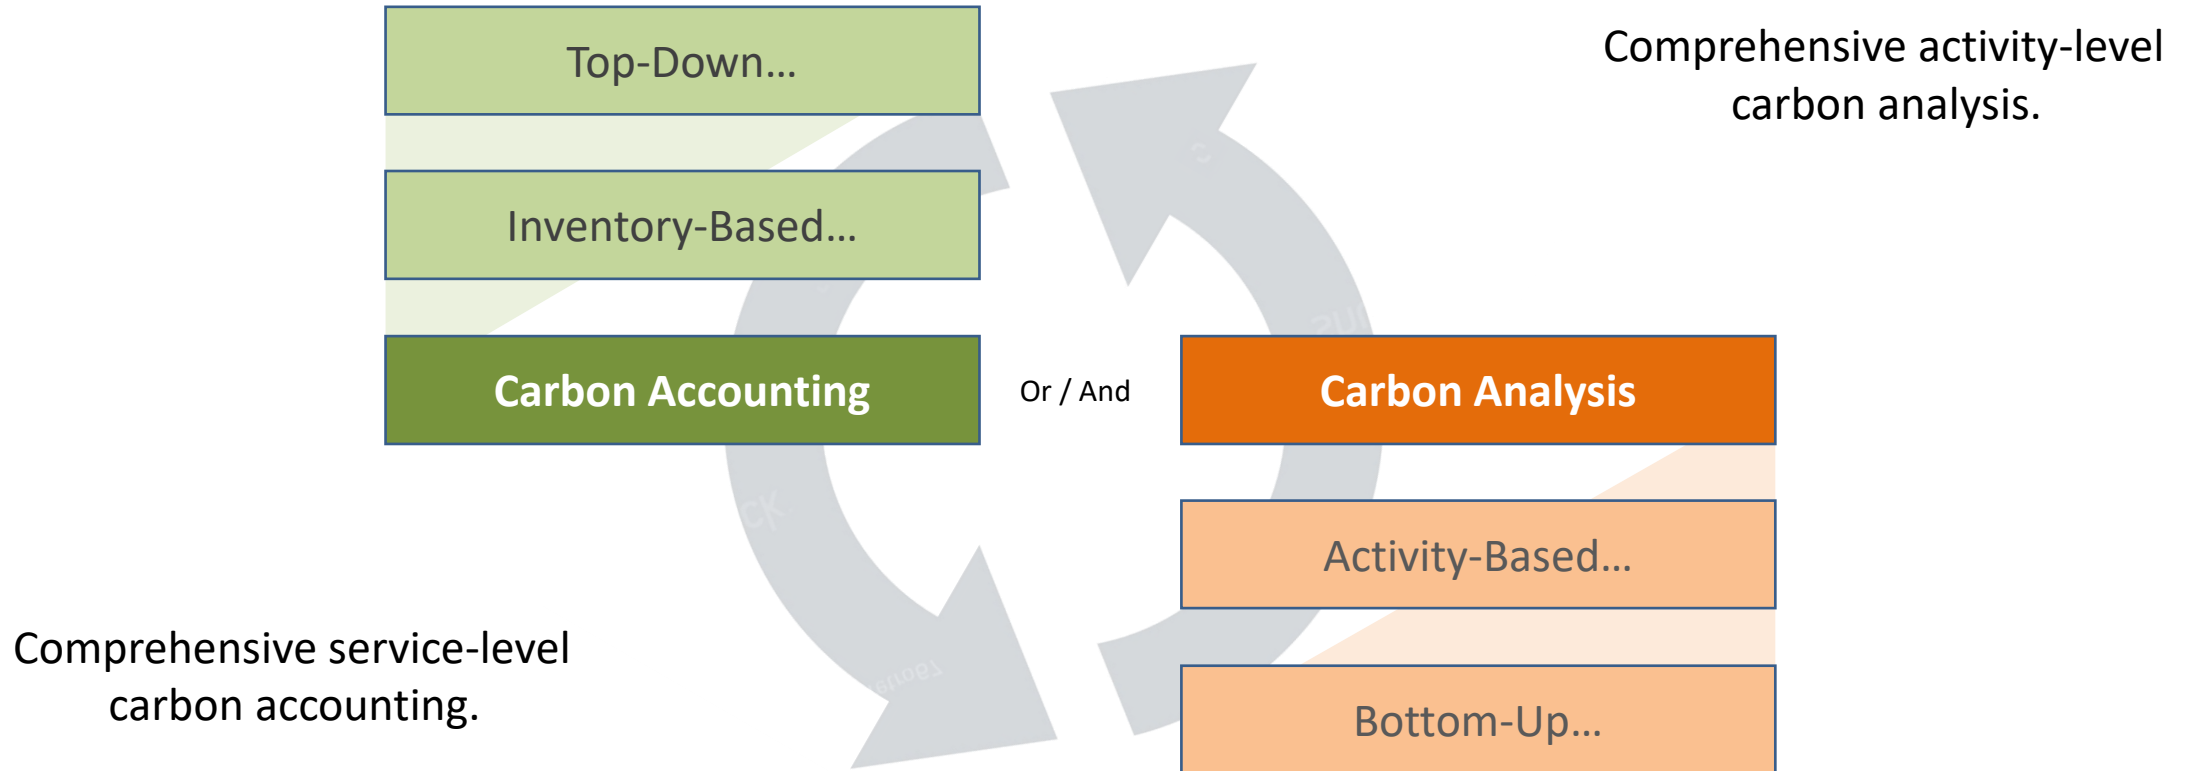 Top-Down…
Comprehensive activity-level
carbon analysis.
Inventory-Based…
Carbon Accounting
Or / And
Carbon Analysis
Activity-Based…
Comprehensive service-level
carbon accounting.
Bottom-Up…